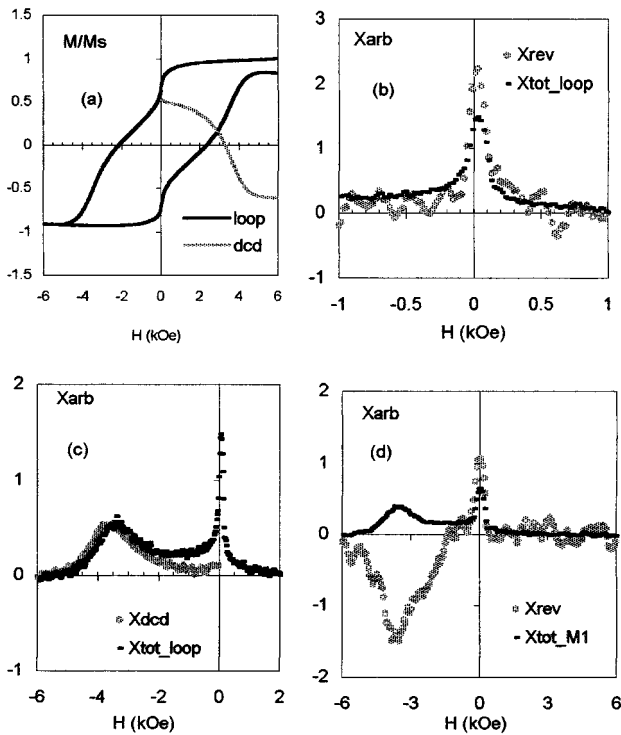 M/Ms
(a)
1.5
1
0.5
0
-0.5
-1
-1.5
loop
dcd
-6 -4 -2 0 2 4 6
H (kOe)
Xarb
(b)
3
2
1
0
-1
Xrev
Xtot_loop
-1 -0.5 0 0.5 1
H (kOe)
Xarb
(c)
2
1
0
-1
Xdcd
Xtot_loop
-6 -4 -2 0 2
H (kOe)
Xarb
(d)
2
1
0
-1
-2
Xrev
Xtot_M1
-6 -3 0 3 6
H (kOe)